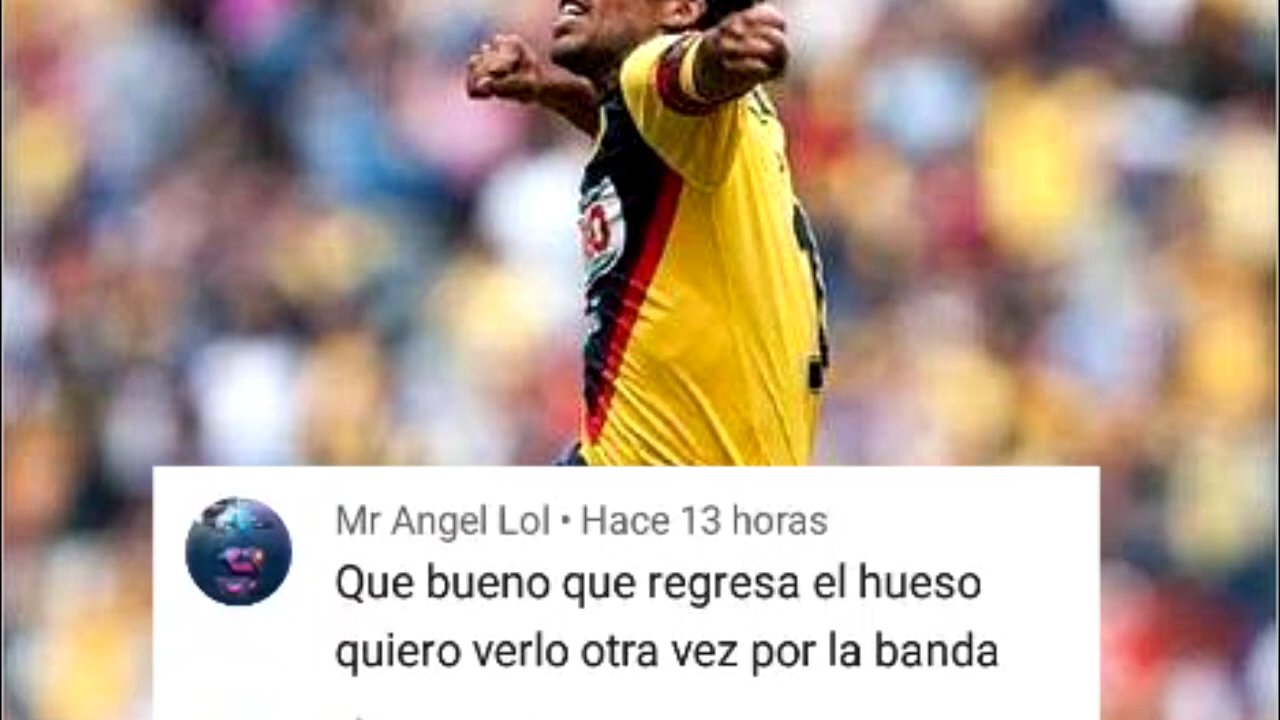 Mr Angel Lol • Hace 13 horas
Que bueno que regresa el hueso
quiero verlo otra vez por la banda